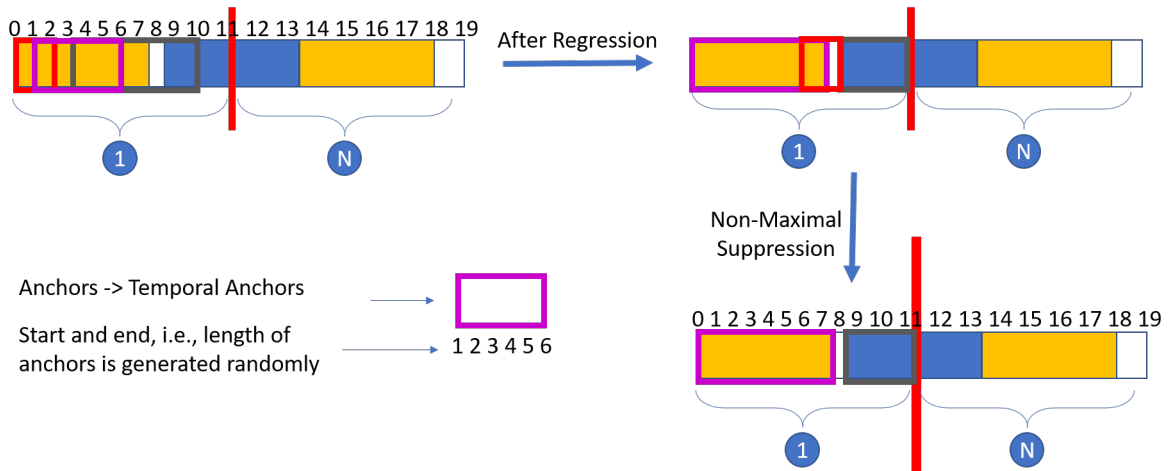 0 1 2 3 4 5 6 7 8 9 10 11 12 13 14 15 16 17 18 19
After Regression
1
N
1
N
Non-Maximal
Suppression
Anchors -> Temporal Anchors
Start and end, i.e., length of
anchors is generated randomly
1 2 3 4 5 6
0 1 2 3 4 5 6 7 8 9 10 11 12 13 14 15 16 17 18 19
1
N